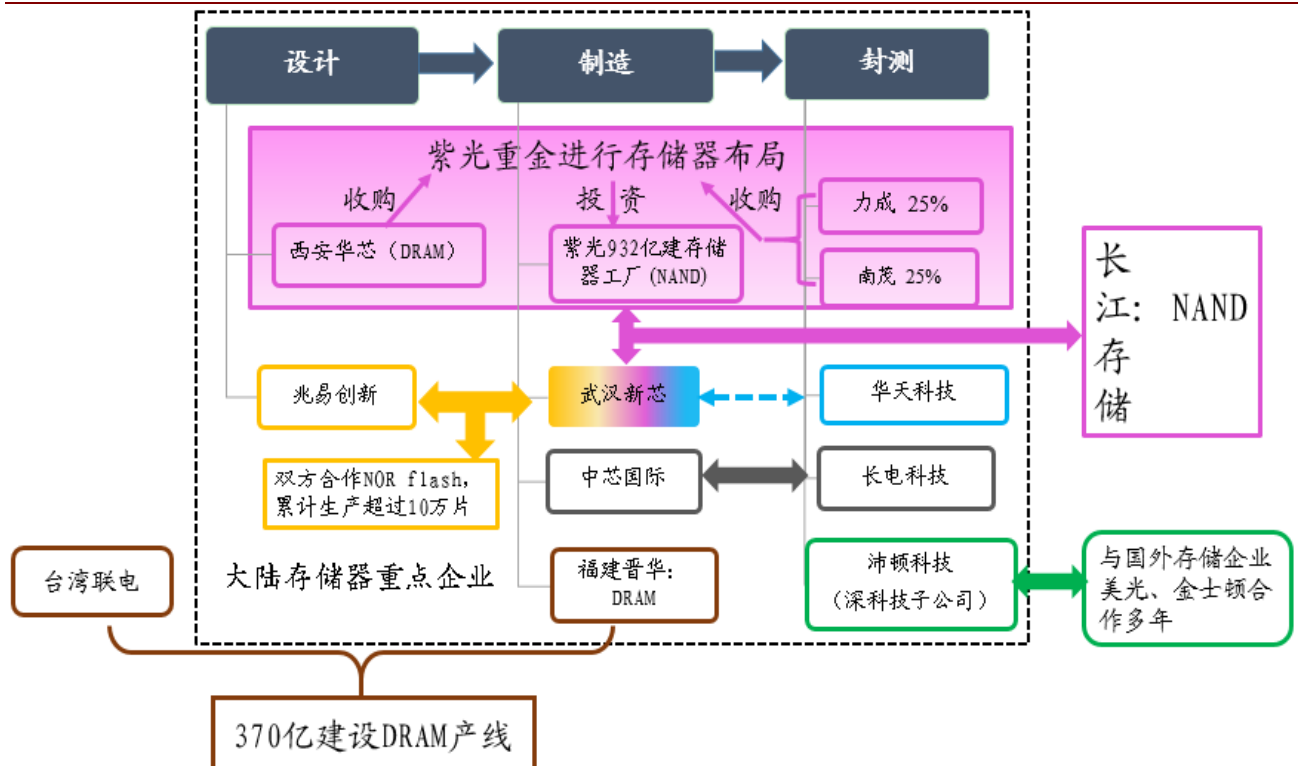 设计
制造
封测
紫光重金进行存储器布局
收购
投 资
收购
西安华芯（DRAM）
紫光932亿建存储
器工厂(NAND)
力成 25%
南茂 25%
长
江： NAND
存
储
兆易创新
武汉新芯
华天科技
双方合作NOR flash,
累计生产超过10万片
中芯国际
长电科技
台湾联电
大陆存储器重点企业
福建晋华：
DRAM
沛顿科技
（深科技子公司）
与国外存储企业
美光、金士顿合
作多年
370亿建设DRAM产线